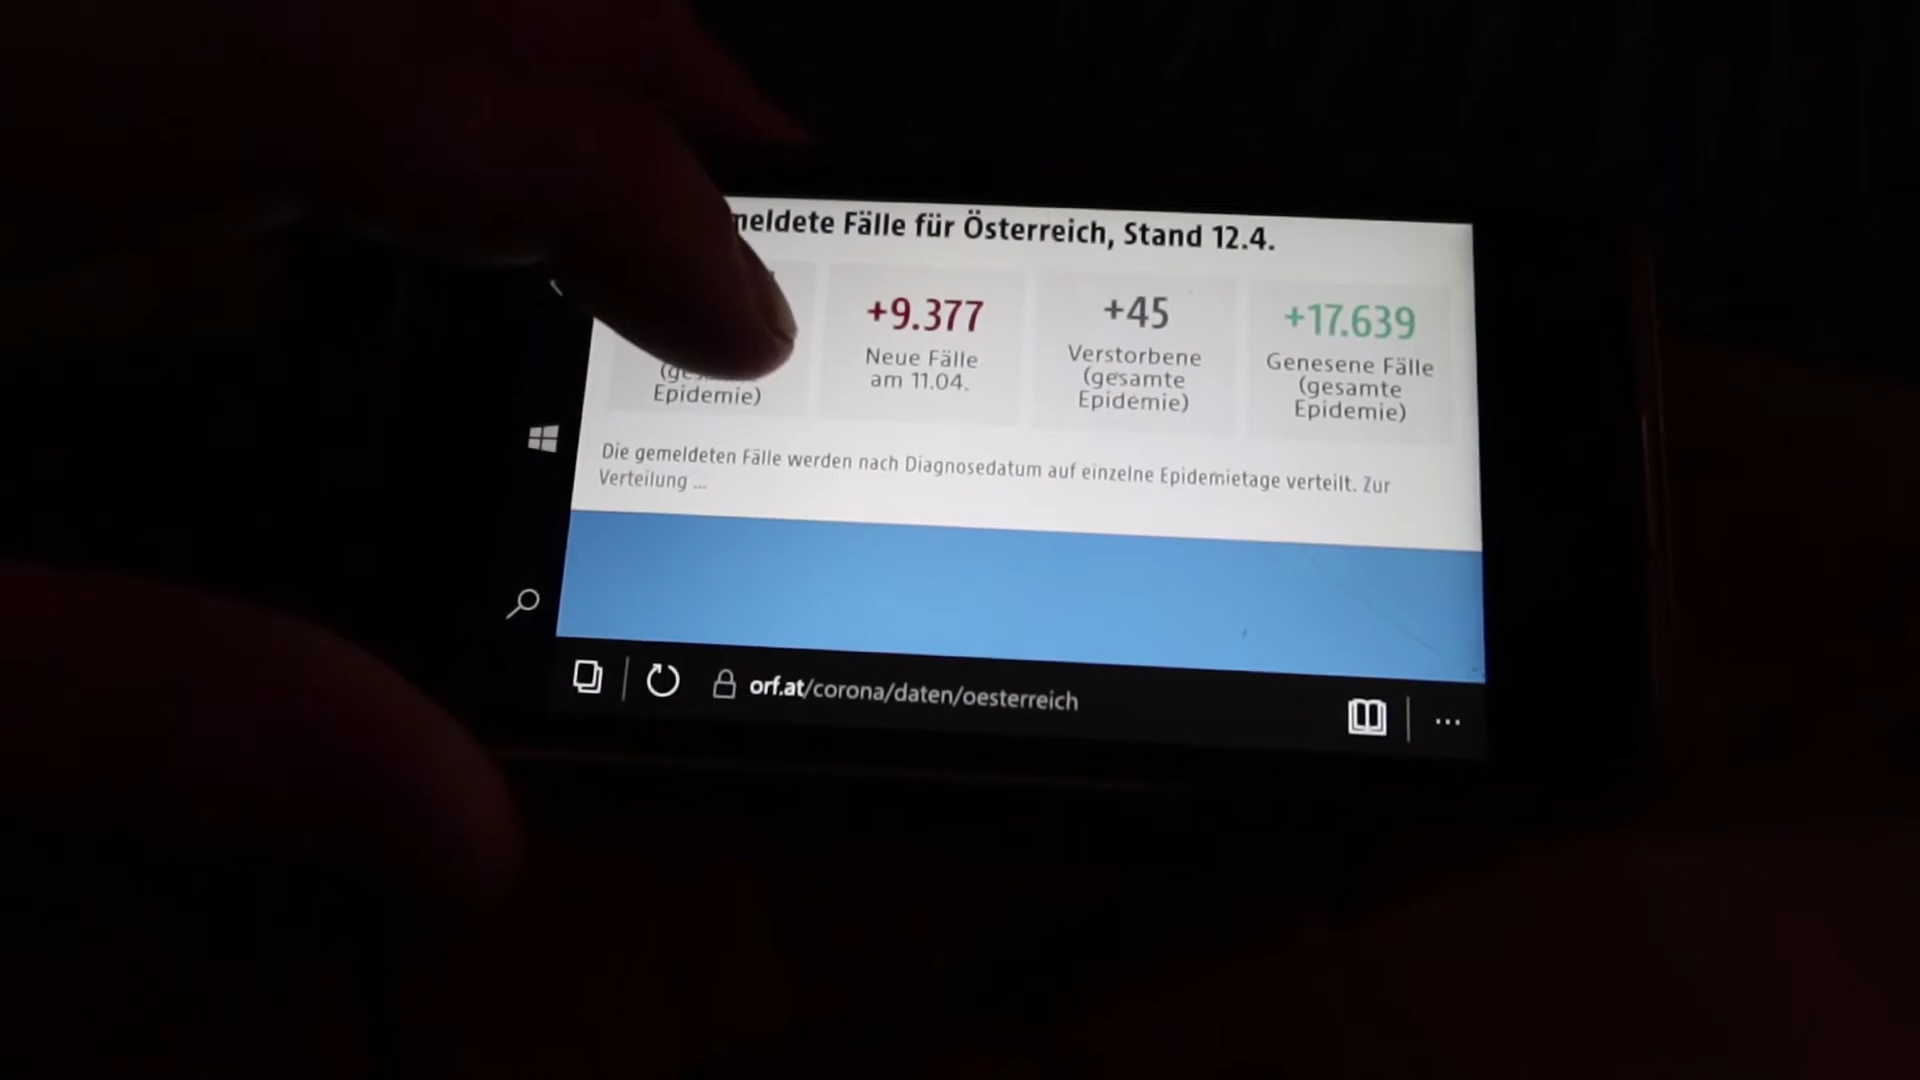 meldete Fälle für Österreich, Stand 12.4.
Epidemie)
+9.377
Neue Fälle
am 11.04.
+45
Verstorbene
(gesamte
Epidemie)
+17.639
Genesene Fälle
(gesamte
Epidemie)
Die gemeldeten Fälle werden nach Diagnosedatum auf einzelne Epidemietage verteilt. Zur
Verteilung ...
orf.at/corona/daten/oesterreich